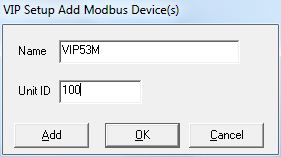 VIP Setup Add Modbus Device(s)
Name VIP53M
Unit ID 100
Add OK Cancel